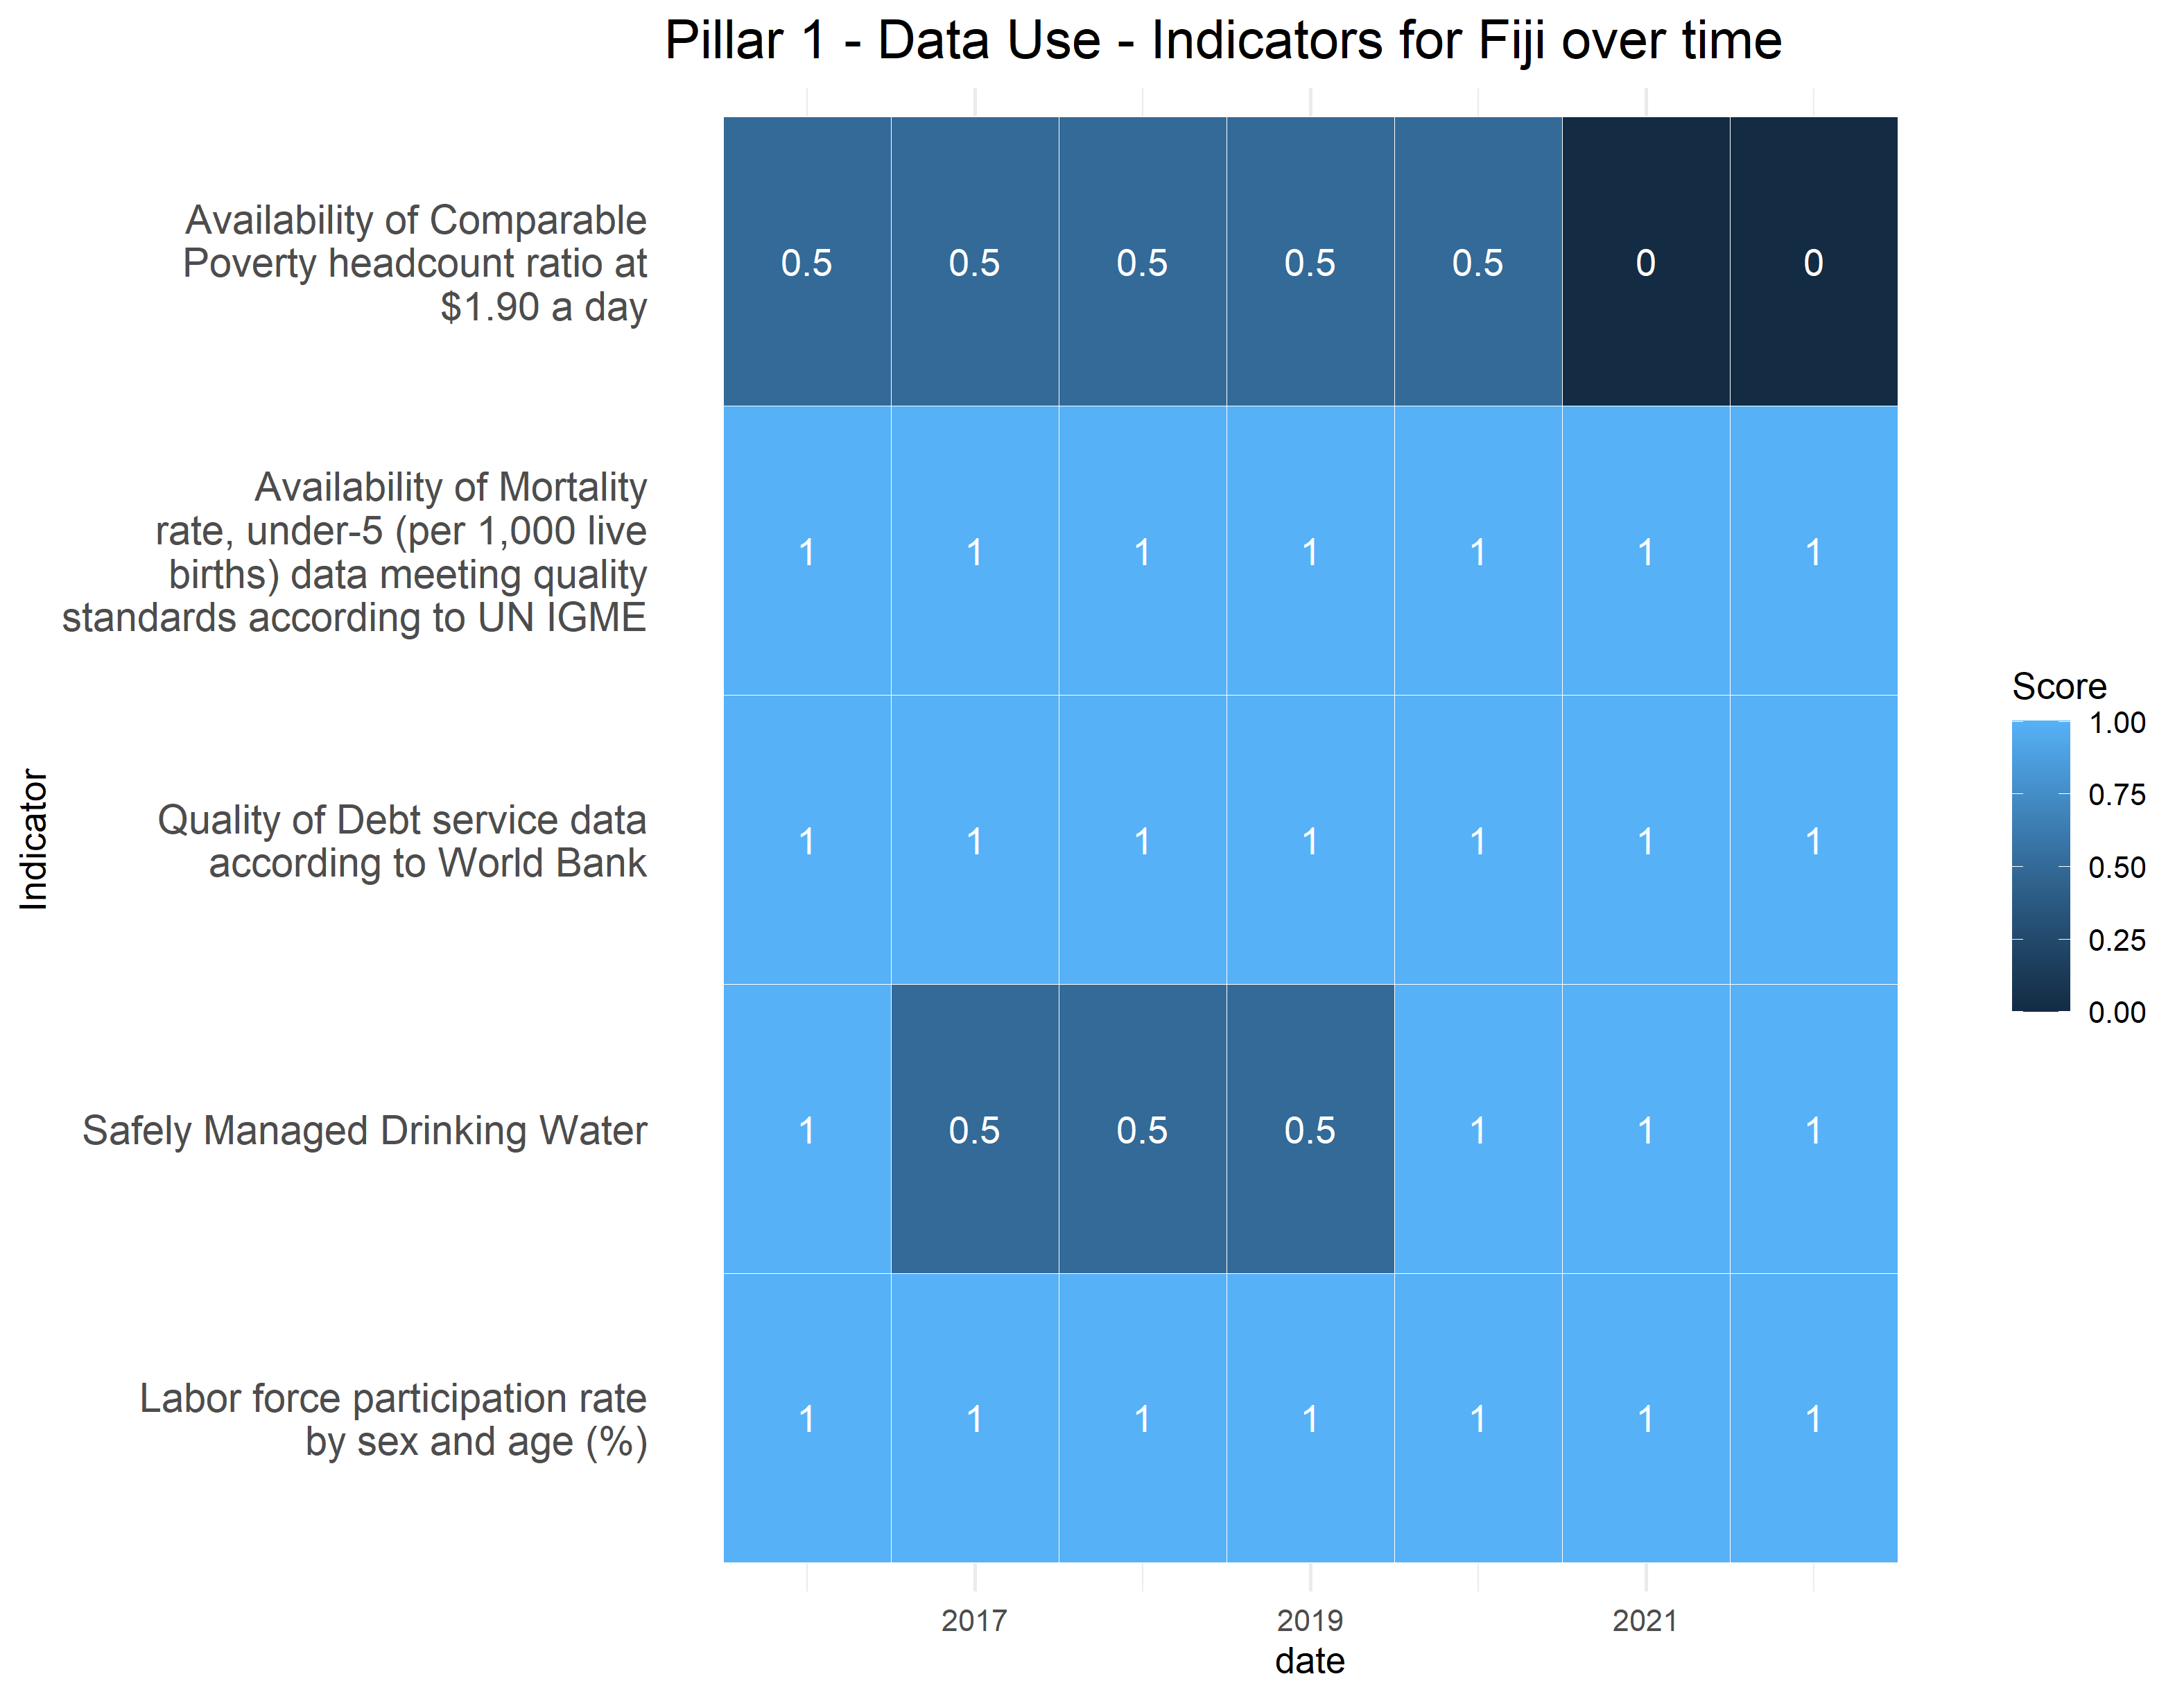 Pillar 1 - Data Use - Indicators for Fiji over time
Availability of Comparable
Poverty headcount ratio at
$1.90 a day
0.5 0.5 0.5 0.5 0.5 0 0
Availability of Mortality
rate, under-5 (per 1,000 live
births) data meeting quality
standards according to UN IGME
1 1 1 1 1 1 1
Quality of Debt service data
according to World Bank
1 1 1 1 1 1 1
Safely Managed Drinking Water
1 0.5 0.5 0.5 1 1 1
Labor force participation rate
by sex and age (%)
1 1 1 1 1 1 1
Indicator
2017 2019 2021
date
Score
1.00
0.75
0.50
0.25
0.00